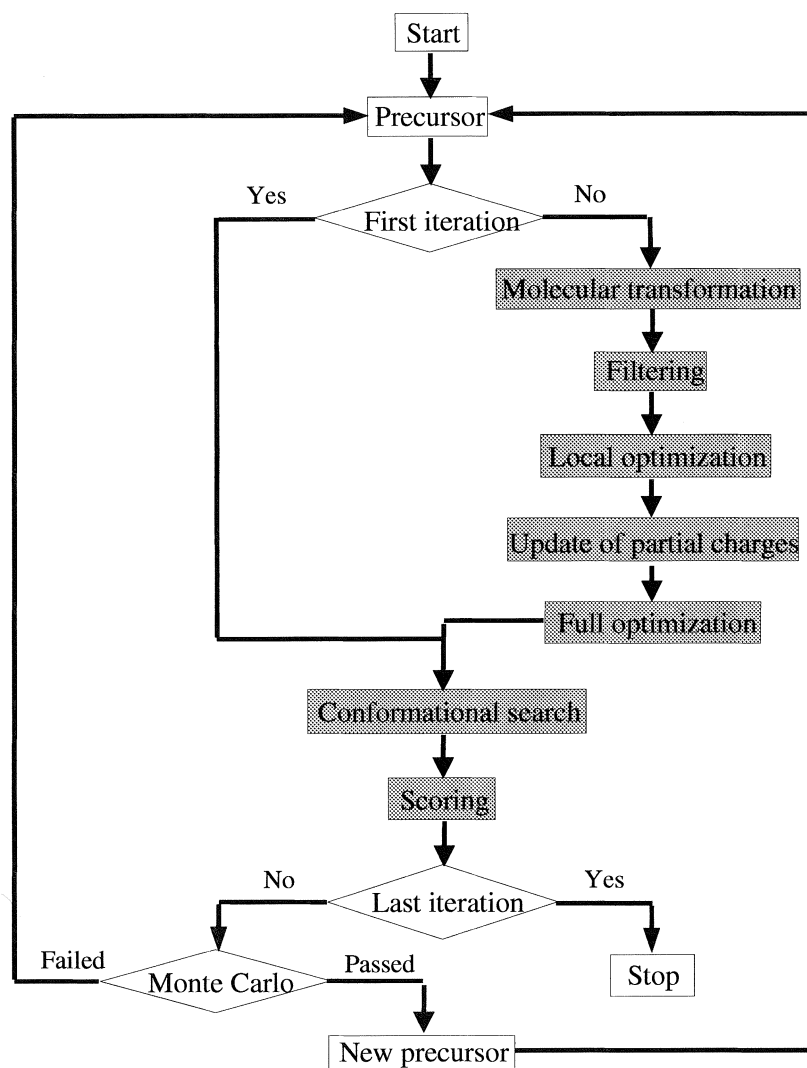 Start
Precursor
Yes
No
First iteration
Molecular transformation
Filtering
Local optimization
Update of partial charges
Full optimization
Conformational search
Scoring
No
Yes
Last iteration
Failed
Monte Carlo
Passed
Stop
New precursor